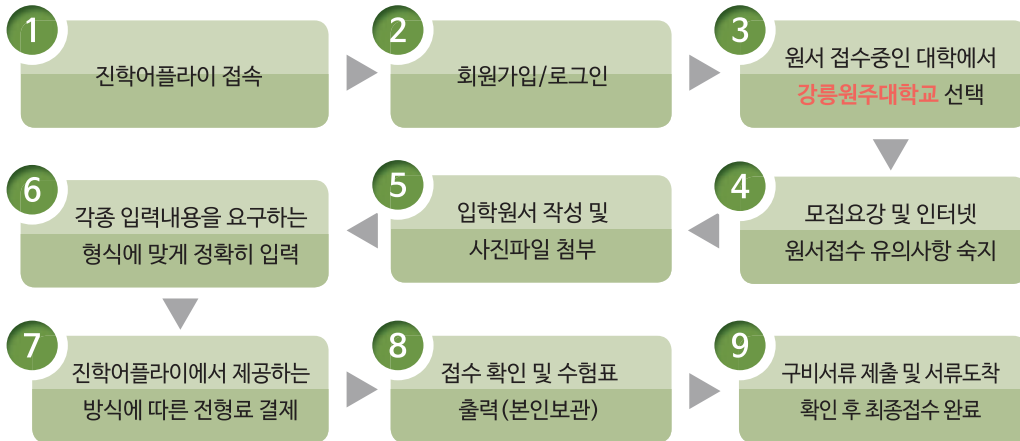 1
진학어플라이 접속
2
회원가입/로그인
3
원서 접수중인 대학에서
강릉원주대학교 선택
4
모집요강 및 인터넷
원서접수 유의사항 숙지
5
입학원서 작성 및
사진파일 첨부
6
각종 입력내용을 요구하는
형식에 맞게 정확히 입력
7
진학어플라이에서 제공하는
방식에 따른 전형료 결제
8
접수 확인 및 수험표
출력(본인보관)
9
구비서류 제출 및 서류도착
확인 후 최종접수 완료